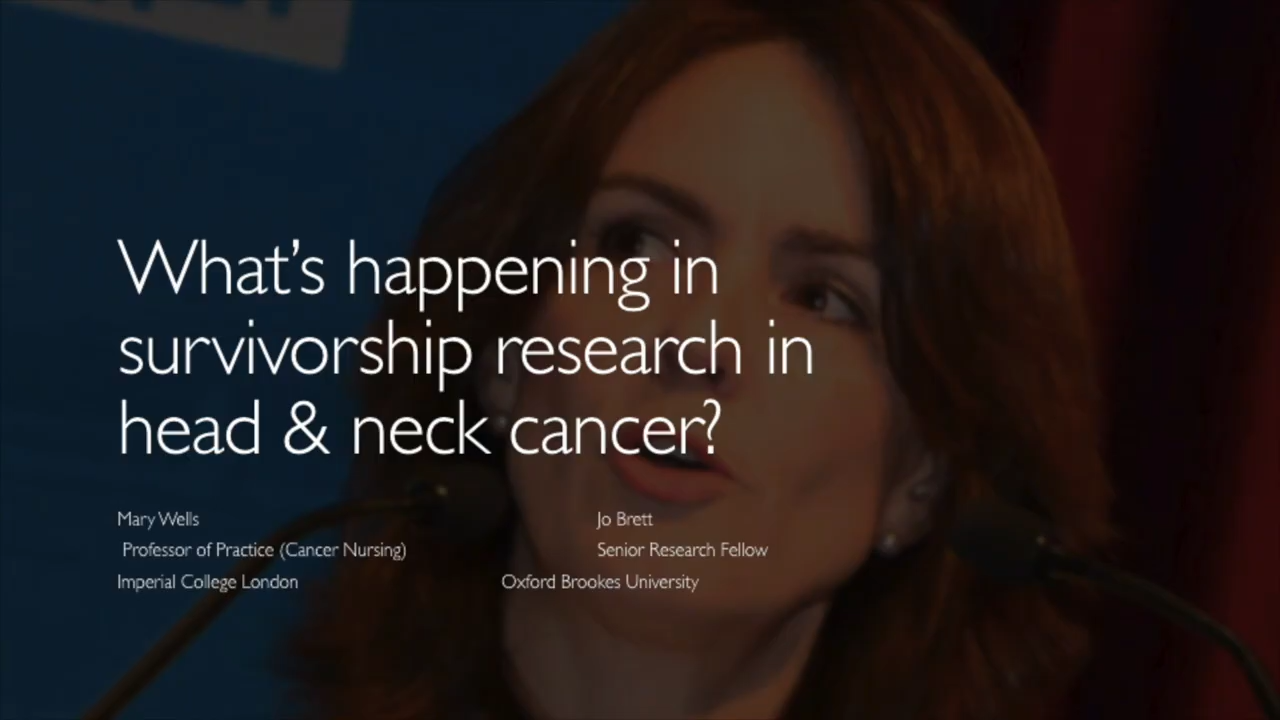 What's happening in
survivorship research in
head & neck cancer?
Mary Wells Jo Brett
Professor of Practice (Cancer Nursing) Senior Research Fellow
Imperial College London Oxford Brookes University